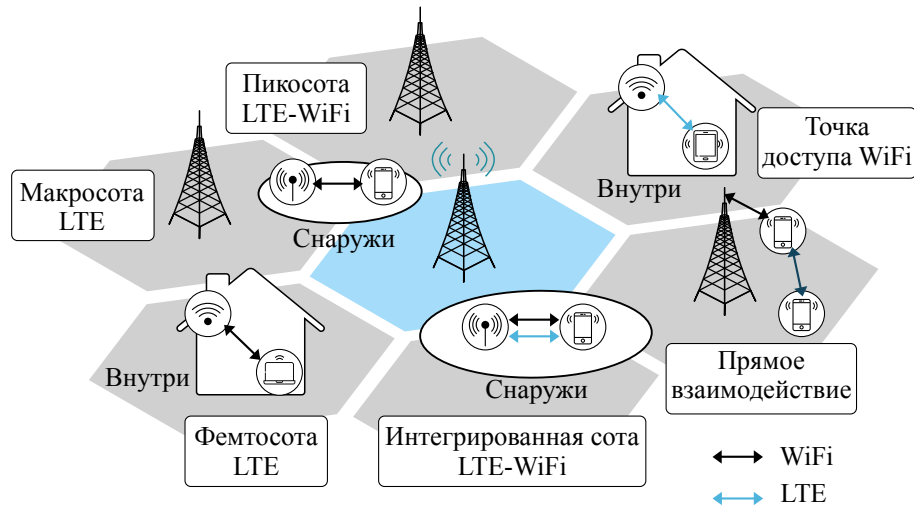 Пикосота
LTE-WiFi
Точка
доступа WiFi
Макросота
LTE
Внутри
Снаружи
Внутри
Снаружи
Прямое
взаимодействие
Фемтосота
LTE
Интегрированная сота
LTE-WiFi
WiFi
LTE